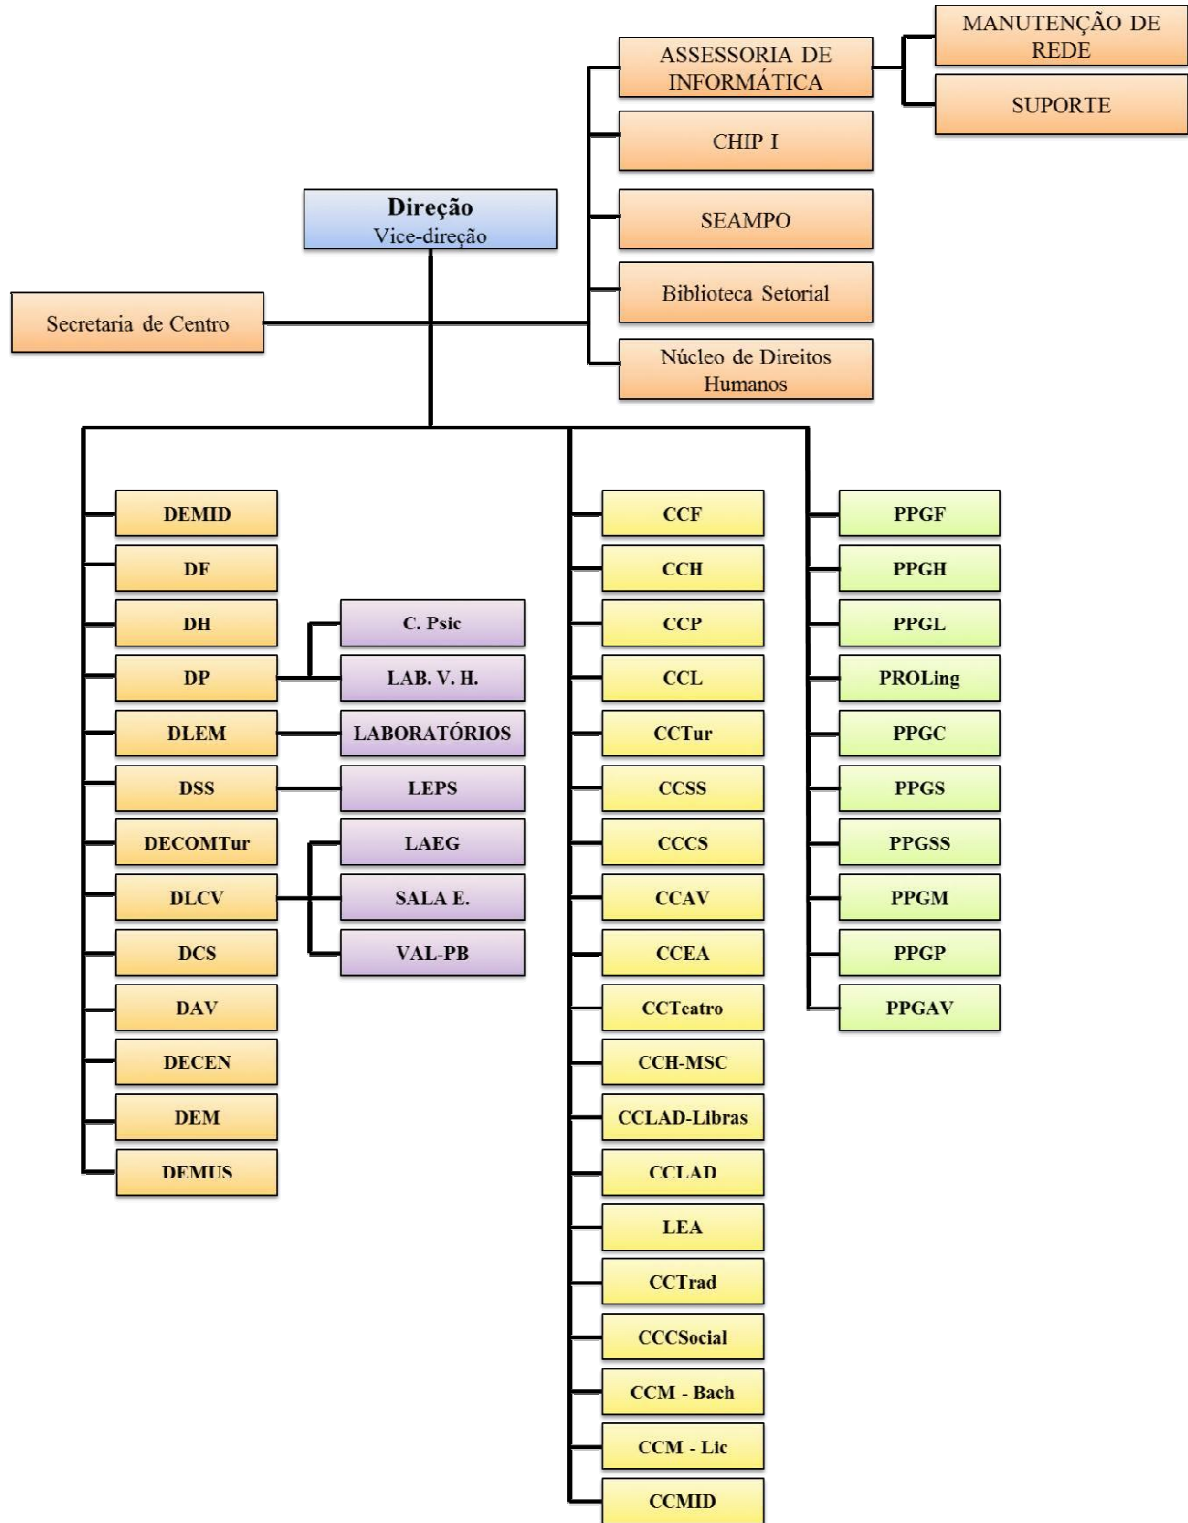 MANUTENÇÃO DE
REDE
ASSESSORIA DE
INFORMÁTICA
SUPORTE
CHIP I
Direção
Vice-direção
SEAMPO
Biblioteca Setorial
Secretaria de Centro
Núcleo de Direitos
Humanos
DEMID
DF
DH
DP
DLEM
DSS
DECOMTur
DLCV
DCS
DAV
DECEN
DEM
DEMUS
C. Psic
LAB. V. H.
LABORATÓRIOS
LEPS
LAEG
SALA E.
VAL-PB
CCF
CCH
CCP
CCL
CCTur
CCSS
CCCS
CCAV
CCEA
CCTeatro
CCH-MSC
CCLAD-Libras
CCLAD
LEA
CCTrad
CCCSocial
CCM - Bach
CCM - Lic
CCMID
PPGF
PPGH
PPGL
PROLing
PPGC
PPGS
PPGSS
PPGM
PPGP
PPGAV